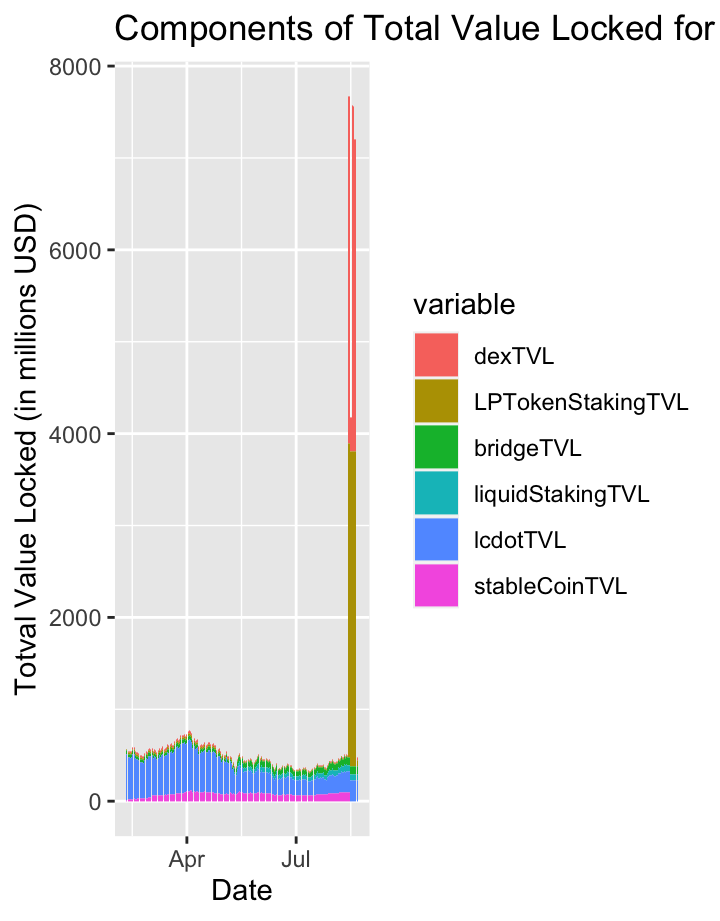 Components of Total Value Locked for
Totval Value Locked (in millions USD)
8000
6000
4000
2000
0
Apr
Jul
Date
variable
dexTVL
LPTokenStakingTVL
bridgeTVL
liquidStakingTVL
lcdotTVL
stableCoinTVL